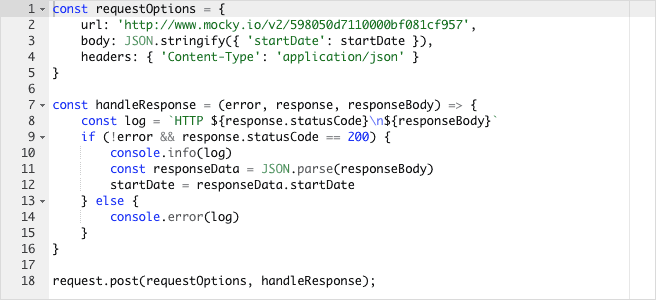 1 const requestOptions = {
2     url: 'http://www.mocky.io/v2/598050d7110000bf081cf957',
3     body: JSON.stringify({ 'startDate': startDate }),
4     headers: { 'Content-Type': 'application/json' }
5 }
6
7 const handleResponse = (error, response, responseBody) => {
8     const log = `HTTP ${response.statusCode}\n${responseBody}`
9     if (!error && response.statusCode == 200) {
10         console.info(log)
11         const responseData = JSON.parse(responseBody)
12         startDate = responseData.startDate
13     } else {
14         console.error(log)
15     }
16 }
17
18 request.post(requestOptions, handleResponse);